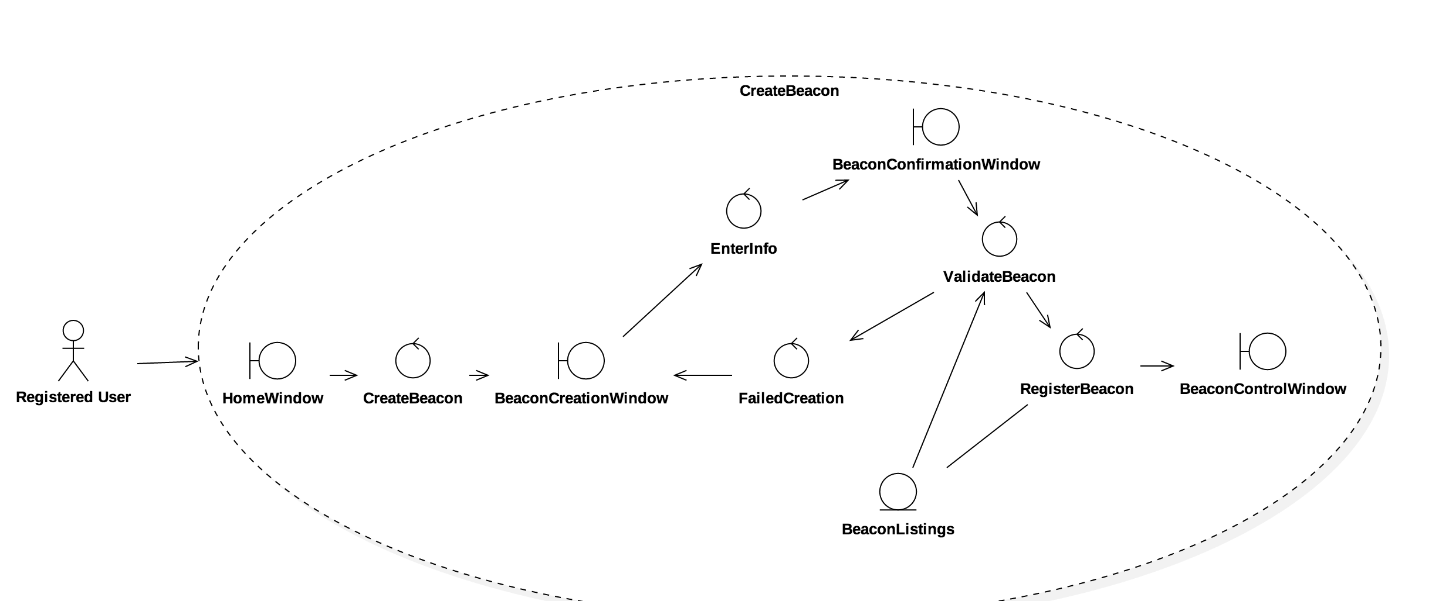 CreateBeacon
BeaconConfirmationWindow
EnterInfo
ValidateBeacon
Registered User
HomeWindow
CreateBeacon
BeaconCreationWindow
FailedCreation
RegisterBeacon
BeaconControlWindow
BeaconListings